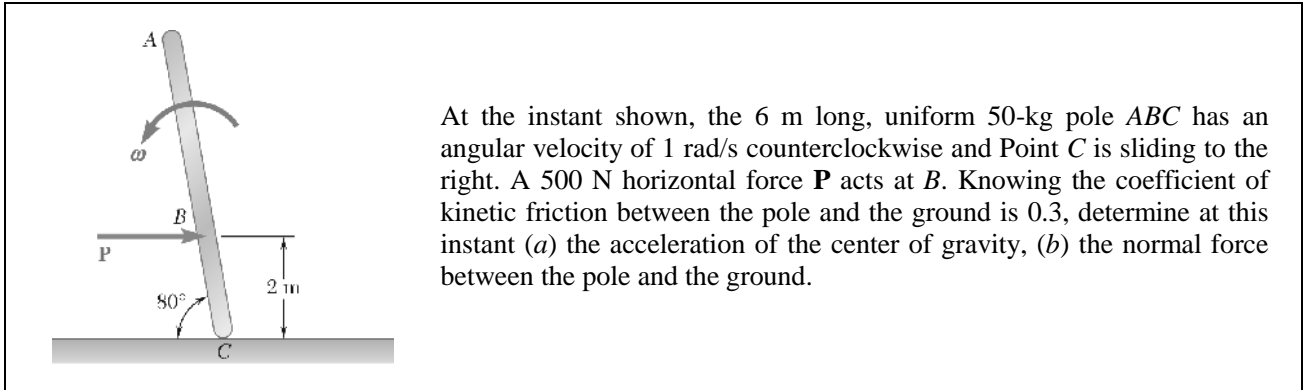 A
ω
B
P
2 m
80°
C
At the instant shown, the 6 m long, uniform 50-kg pole ABC has an
angular velocity of 1 rad/s counterclockwise and Point C is sliding to the
right. A 500 N horizontal force P acts at B. Knowing the coefficient of
kinetic friction between the pole and the ground is 0.3, determine at this
instant (a) the acceleration of the center of gravity, (b) the normal force
between the pole and the ground.